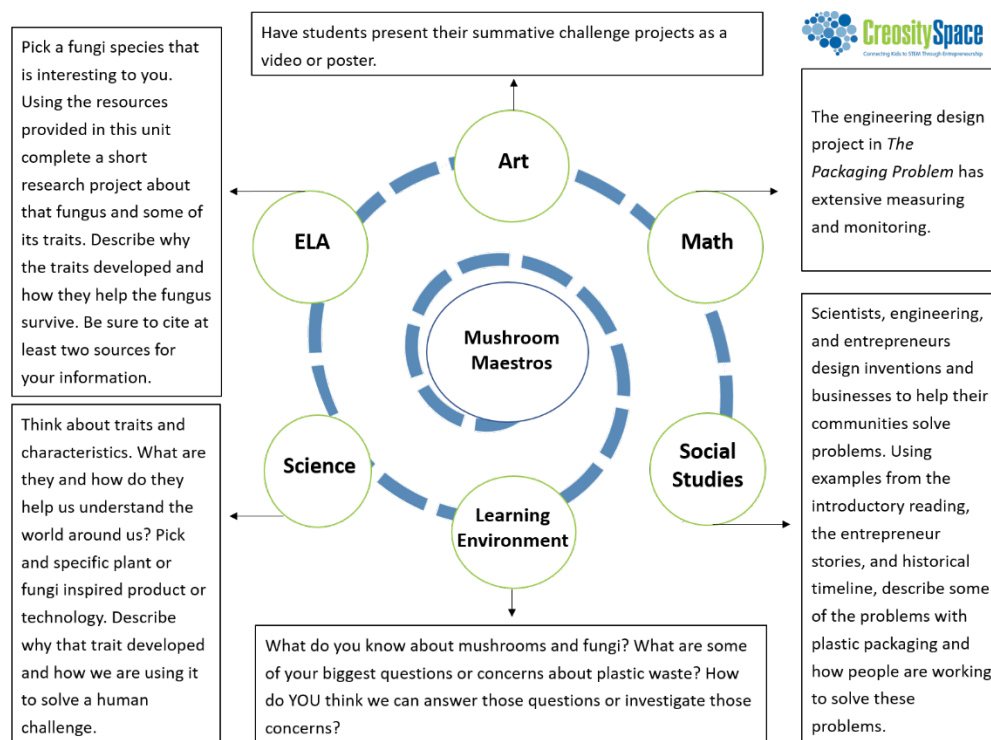 Pick a fungi species that
is interesting to you.
Using the resources
provided in this unit
complete a short
research project about
that fungus and some of
its traits. Describe why
the traits developed and
how they help the fungus
survive. Be sure to cite at
least two sources for
your information.
Have students present their summative challenge projects as a
video or poster.
CreositySpace
Connecting Kids to STEM Through Entrepreneurship
The engineering design
project in The
Packaging Problem has
extensive measuring
and monitoring.
Art
ELA
Math
Mushroom
Maestros
Science
Social
Studies
Learning
Environment
Think about traits and
characteristics. What are
they and how do they
help us understand the
world around us? Pick
and specific plant or
fungi inspired product or
technology. Describe
why that trait developed
and how we are using it
to solve a human
challenge.
Scientists, engineering,
and entrepreneurs
design inventions and
businesses to help their
communities solve
problems. Using
examples from the
introductory reading,
the entrepreneur
stories, and historical
timeline, describe some
of the problems with
plastic packaging and
how people are working
to solve these
problems.
What do you know about mushrooms and fungi? What are some
of your biggest questions or concerns about plastic waste? How
do YOU think we can answer those questions or investigate those
concerns?